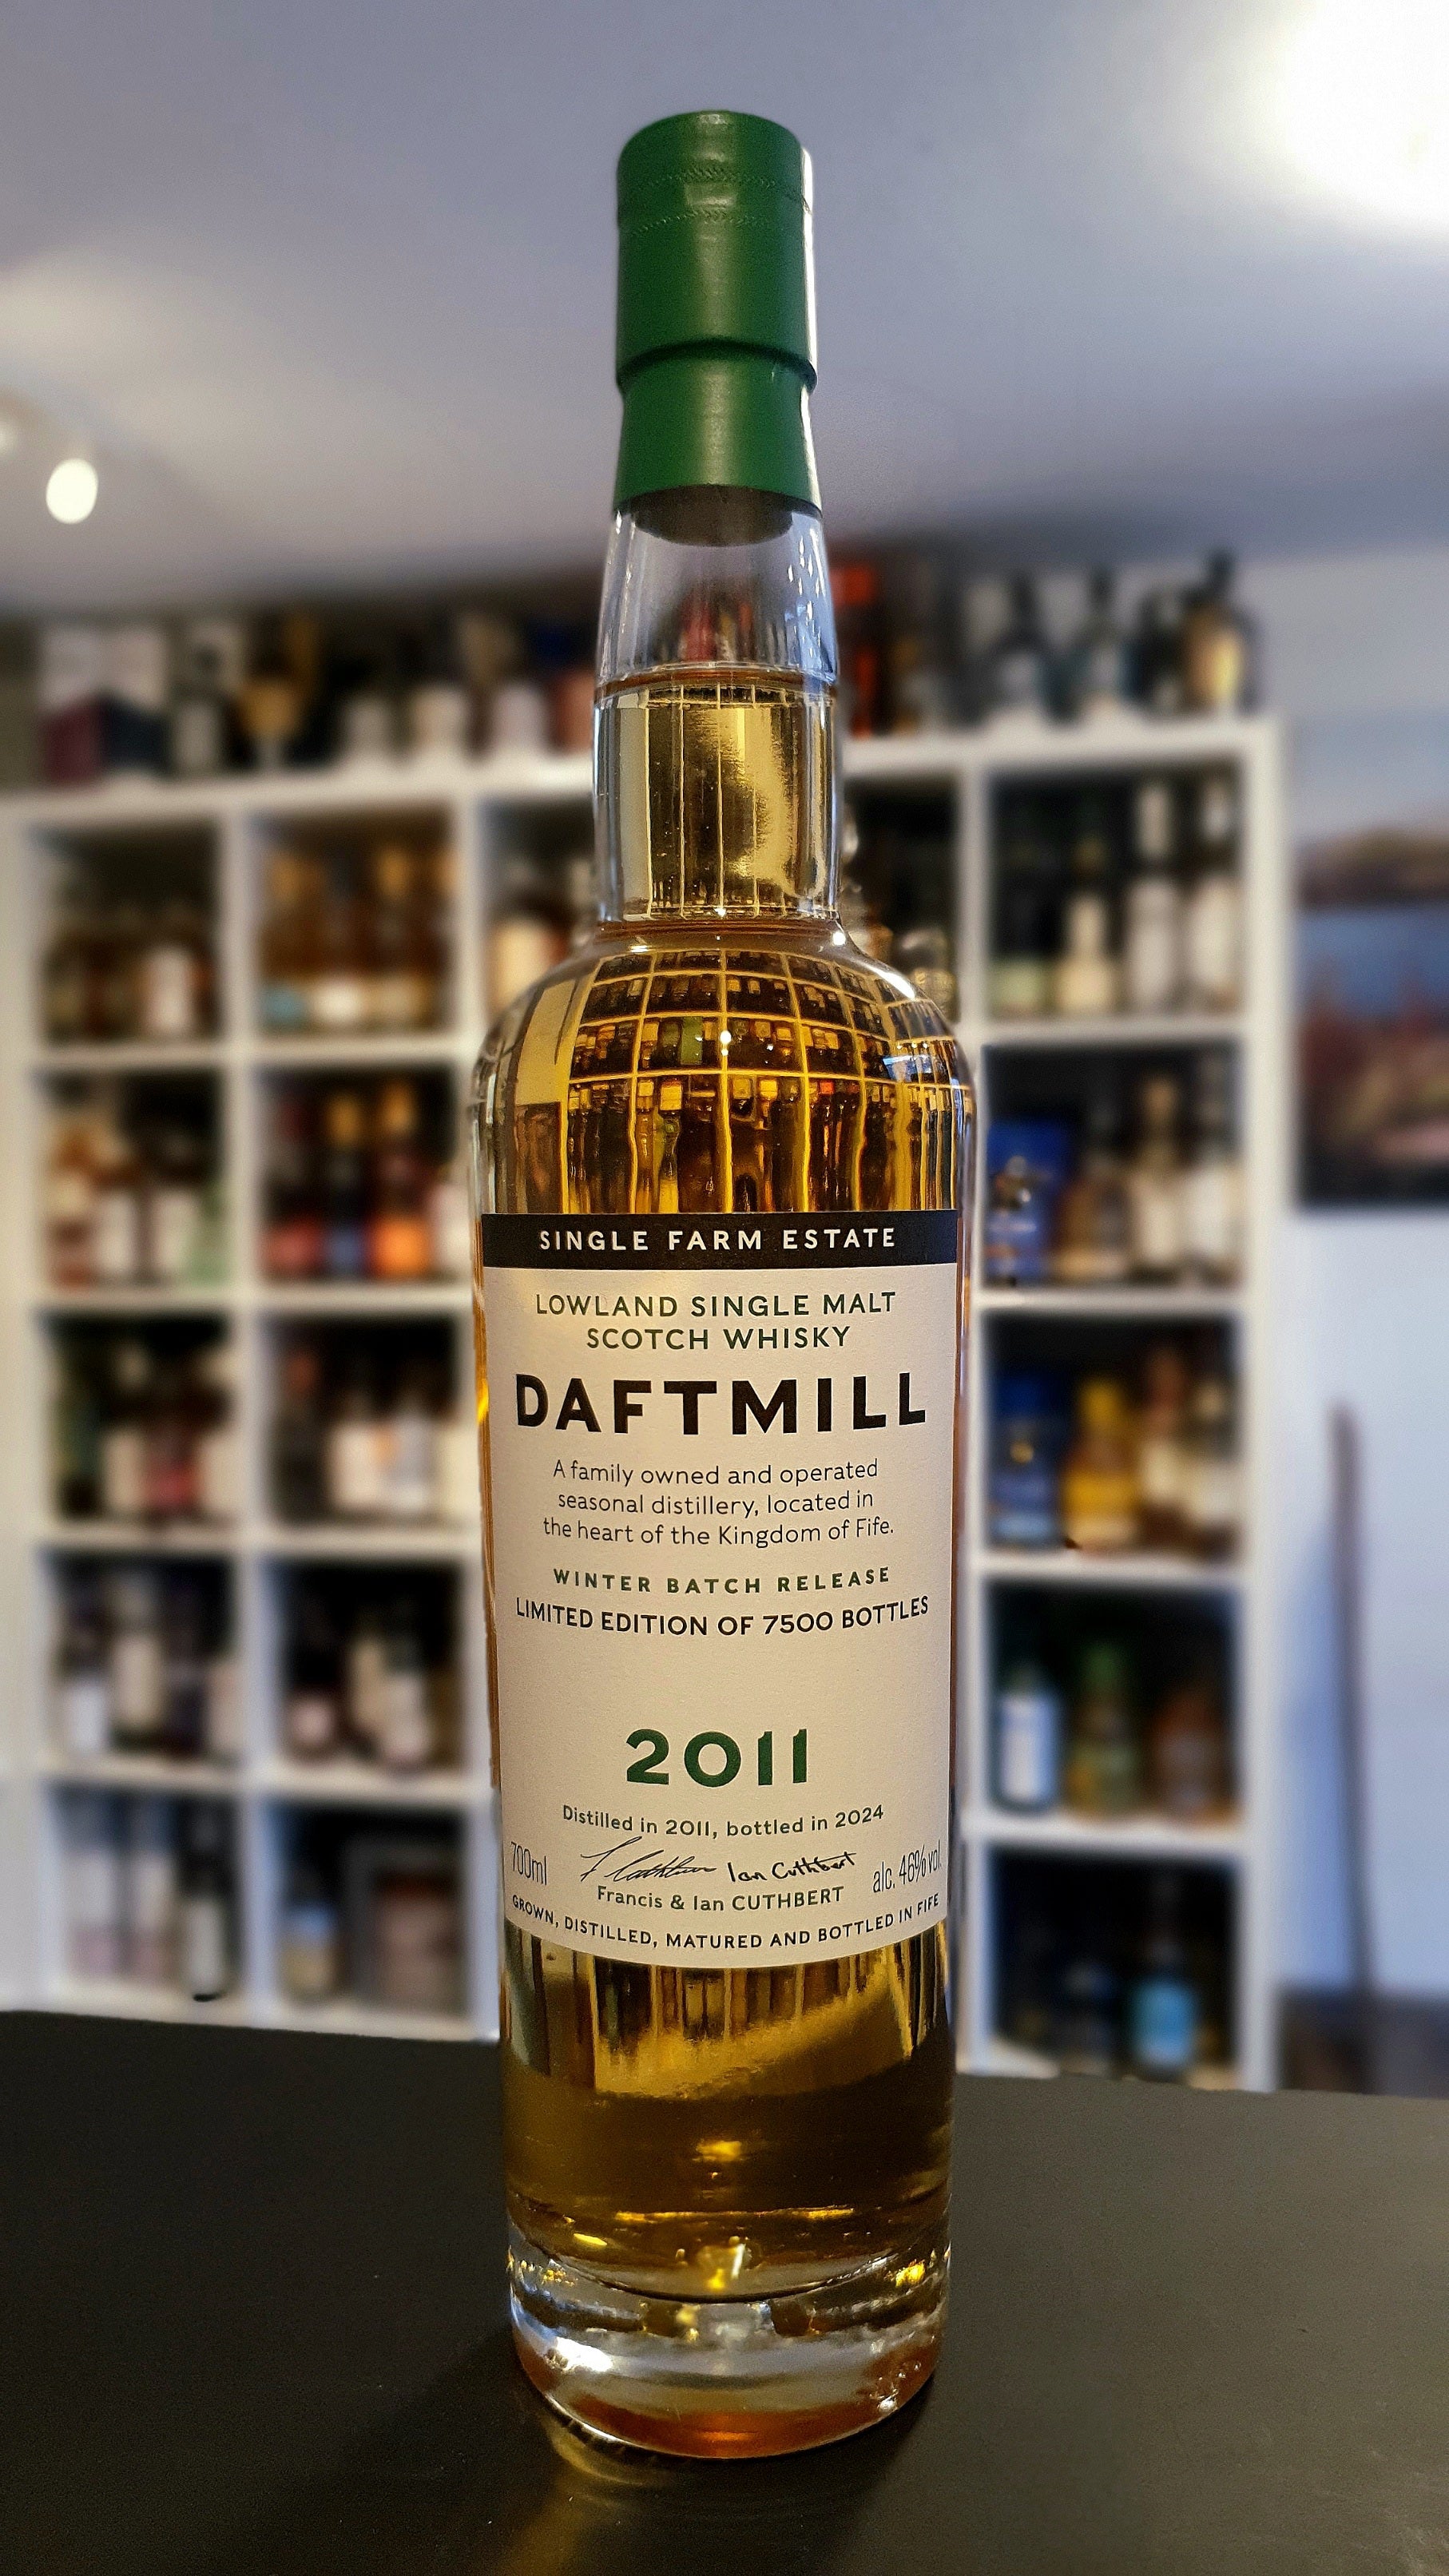 SINGLE FARM ESTATE
LOWLAND SINGLE MALT
SCOTCH WHISKY
DAFTMILL
A family owned and operated
seasonal distillery, located in
the heart of the Kingdom of Fife.
WINTER BATCH RELEASE
LIMITED EDITION OF 7500 BOTTLES
2011
Distilled in 2011, bottled in 2024
700ml
Ian Cuthbert
alc. 46% vol.
Francis & Ian CUTHBERT
GROWN, DISTILLED, MATURED AND BOTTLED IN FIFE